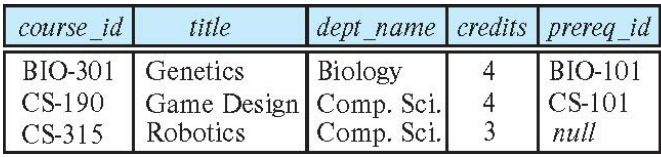 course_id title dept_name credits prereq_id
BIO-301 Genetics Biology 4 BIO-101
CS-190 Game Design Comp. Sci. 4 CS-101
CS-315 Robotics Comp. Sci. 3 null